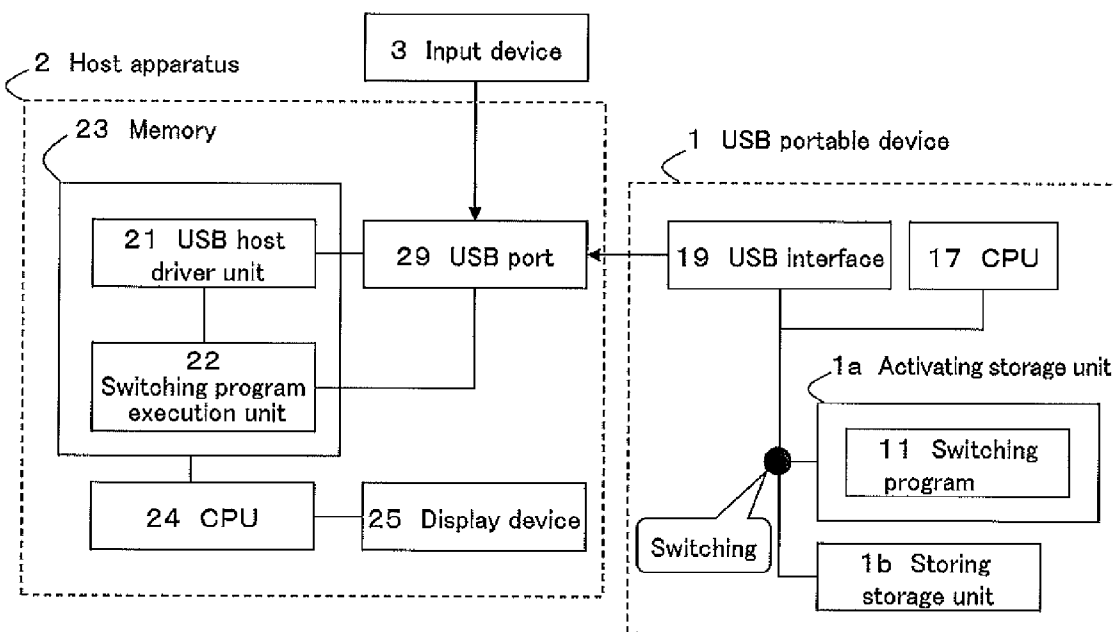 3 Input device
2 Host apparatus
23 Memory
21 USB host
driver unit
29 USB port
22
Switching program
execution unit
24 CPU
25 Display device
1 USB portable device
19 USB interface
17 CPU
1a Activating storage unit
11 Switching
program
Switching
1b Storing
storage unit